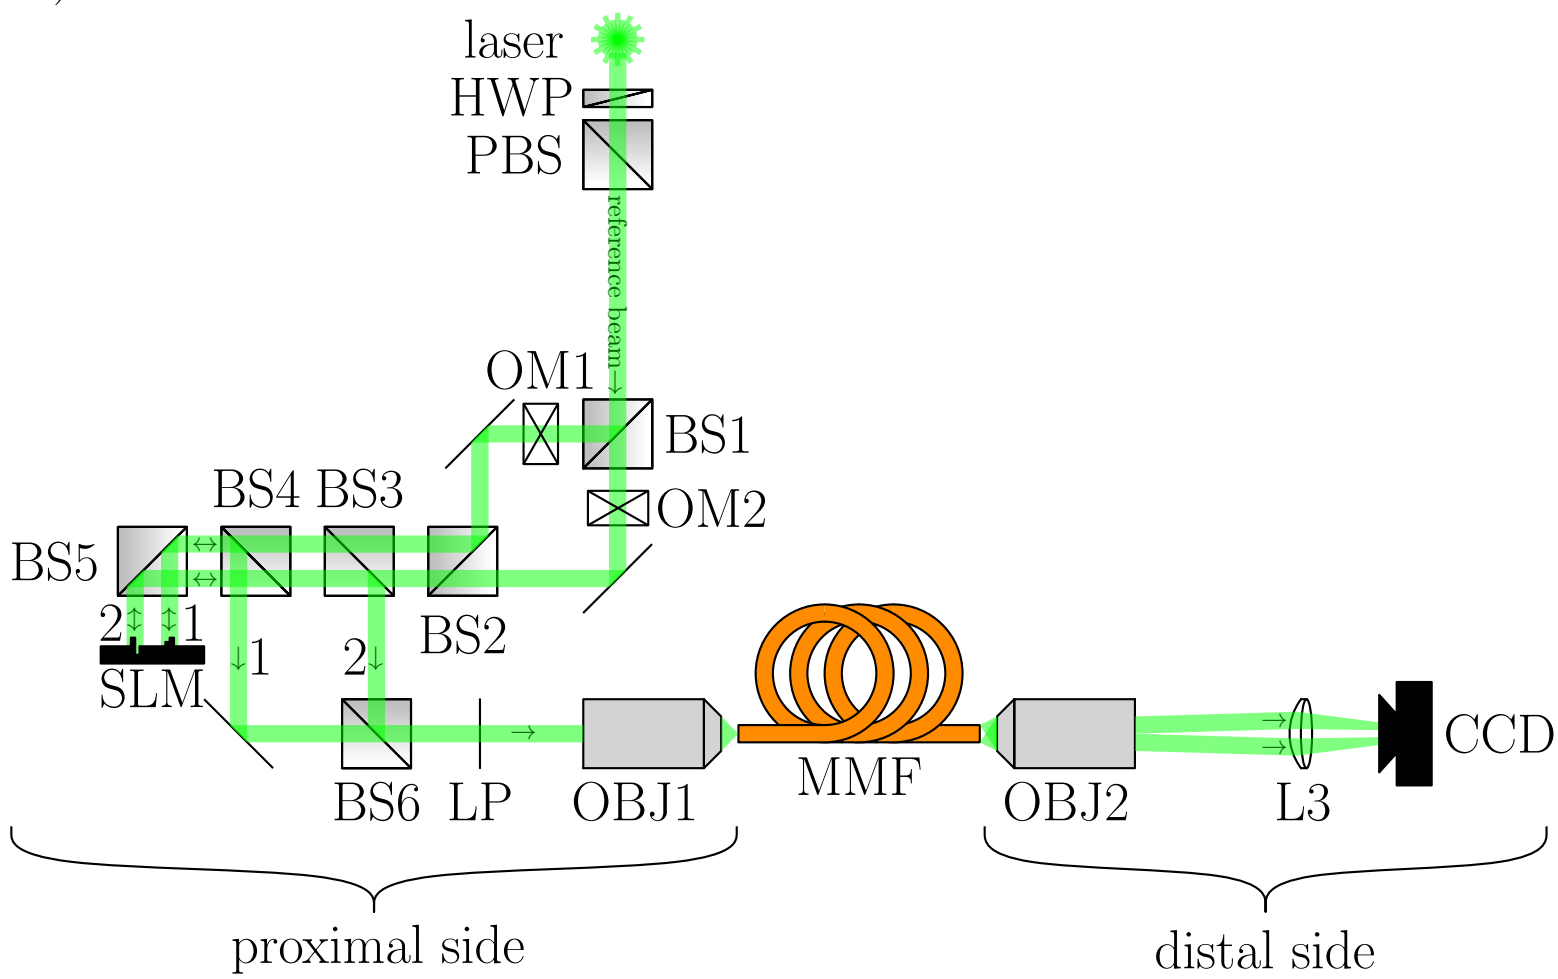 )
laser
HWP
PBS
reference beam→
OM1
BS1
BS4 BS3
OM2
BS5
2 1
BS2
1 2
SLM
CCD
MMF
BS6 LP OBJ1
OBJ2 L3
proximal side
distal side